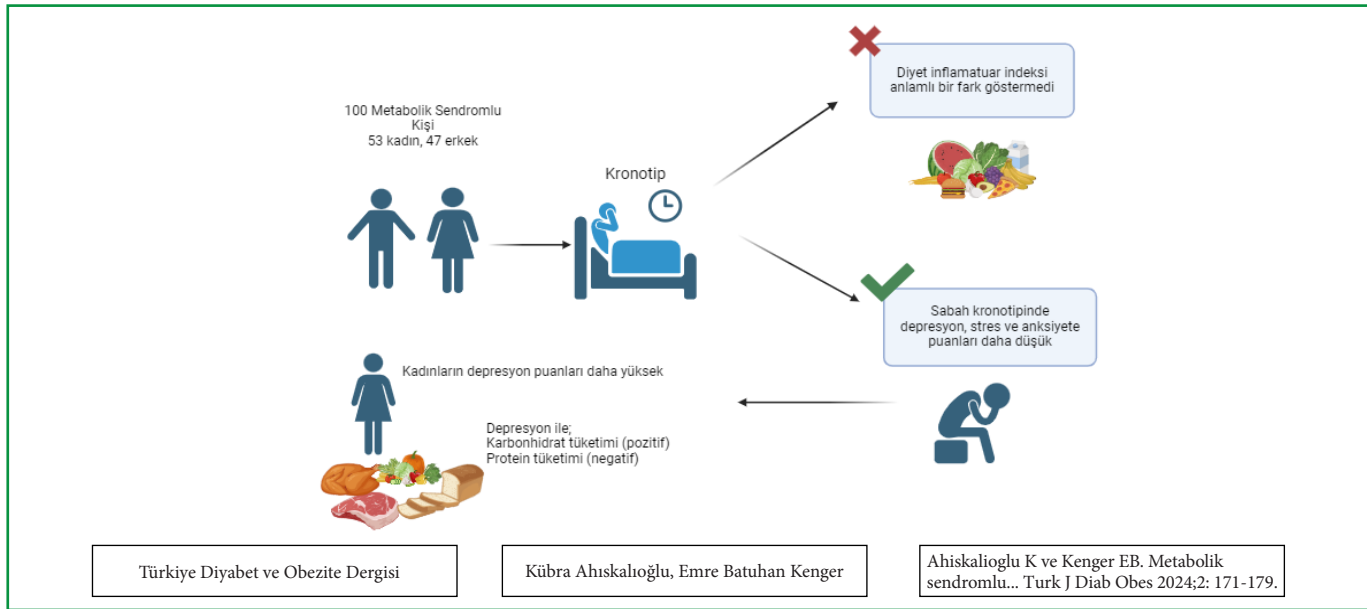 100 Metabolik Sendromlu
Kişi
53 kadın, 47 erkek
Kronotip
Diyet inflamatuar indeksi
anlamlı bir fark göstermedi
Sabah kronotipinde
depresyon, stres ve anksiyete
puanları daha düşük
Kadınların depresyon puanları daha yüksek
Depresyon ile;
Karbonhidrat tüketimi (pozitif)
Protein tüketimi (negatif)
Türkiye Diyabet ve Obezite Dergisi
Kübra Ahıskalıoğlu, Emre Batuhan Kenger
Ahiskalioglu K ve Kenger EB. Metabolik
sendromlu... Turk J Diab Obes 2024;2: 171-179.